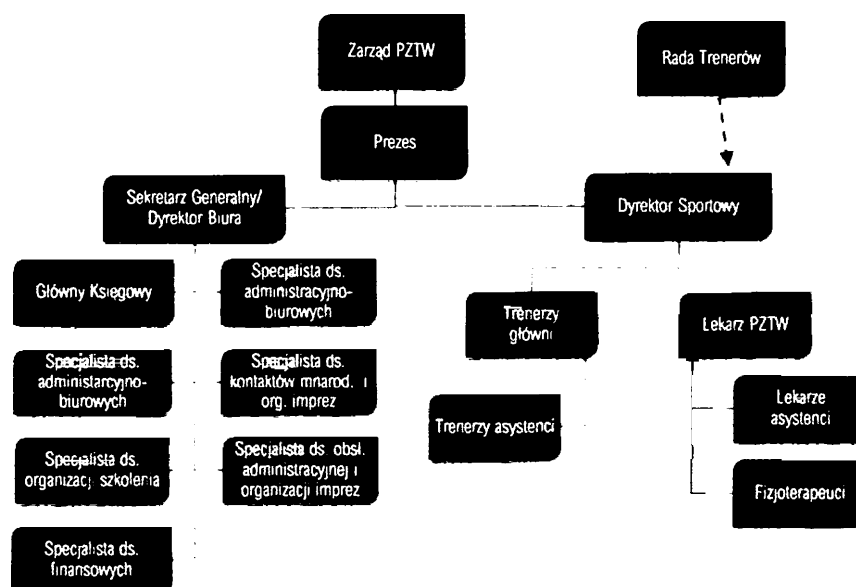 Zarząd PZTW
Rada Trenerów
Prezes
Sekretarz Generalny/
Dyrektor Biura
Dyrektor Sportowy
Główny Księgowy
Specjalista ds.
administracyjno-
biurowych
Trenerzy
główni
Lekarz PZTW
Specjalista ds.
administarcyjno-
biurowych
Specjalista ds.
kontaktów mnarod. i
org. imprez
Trenerzy asystenci
Lekarze
asystenci
Specjalista ds.
organizacj. szkolenia
Specjalista ds. obsł.
administracyjnej i
organizacji imprez
Fizjoterapeuci
Specjalista ds.
finansowych